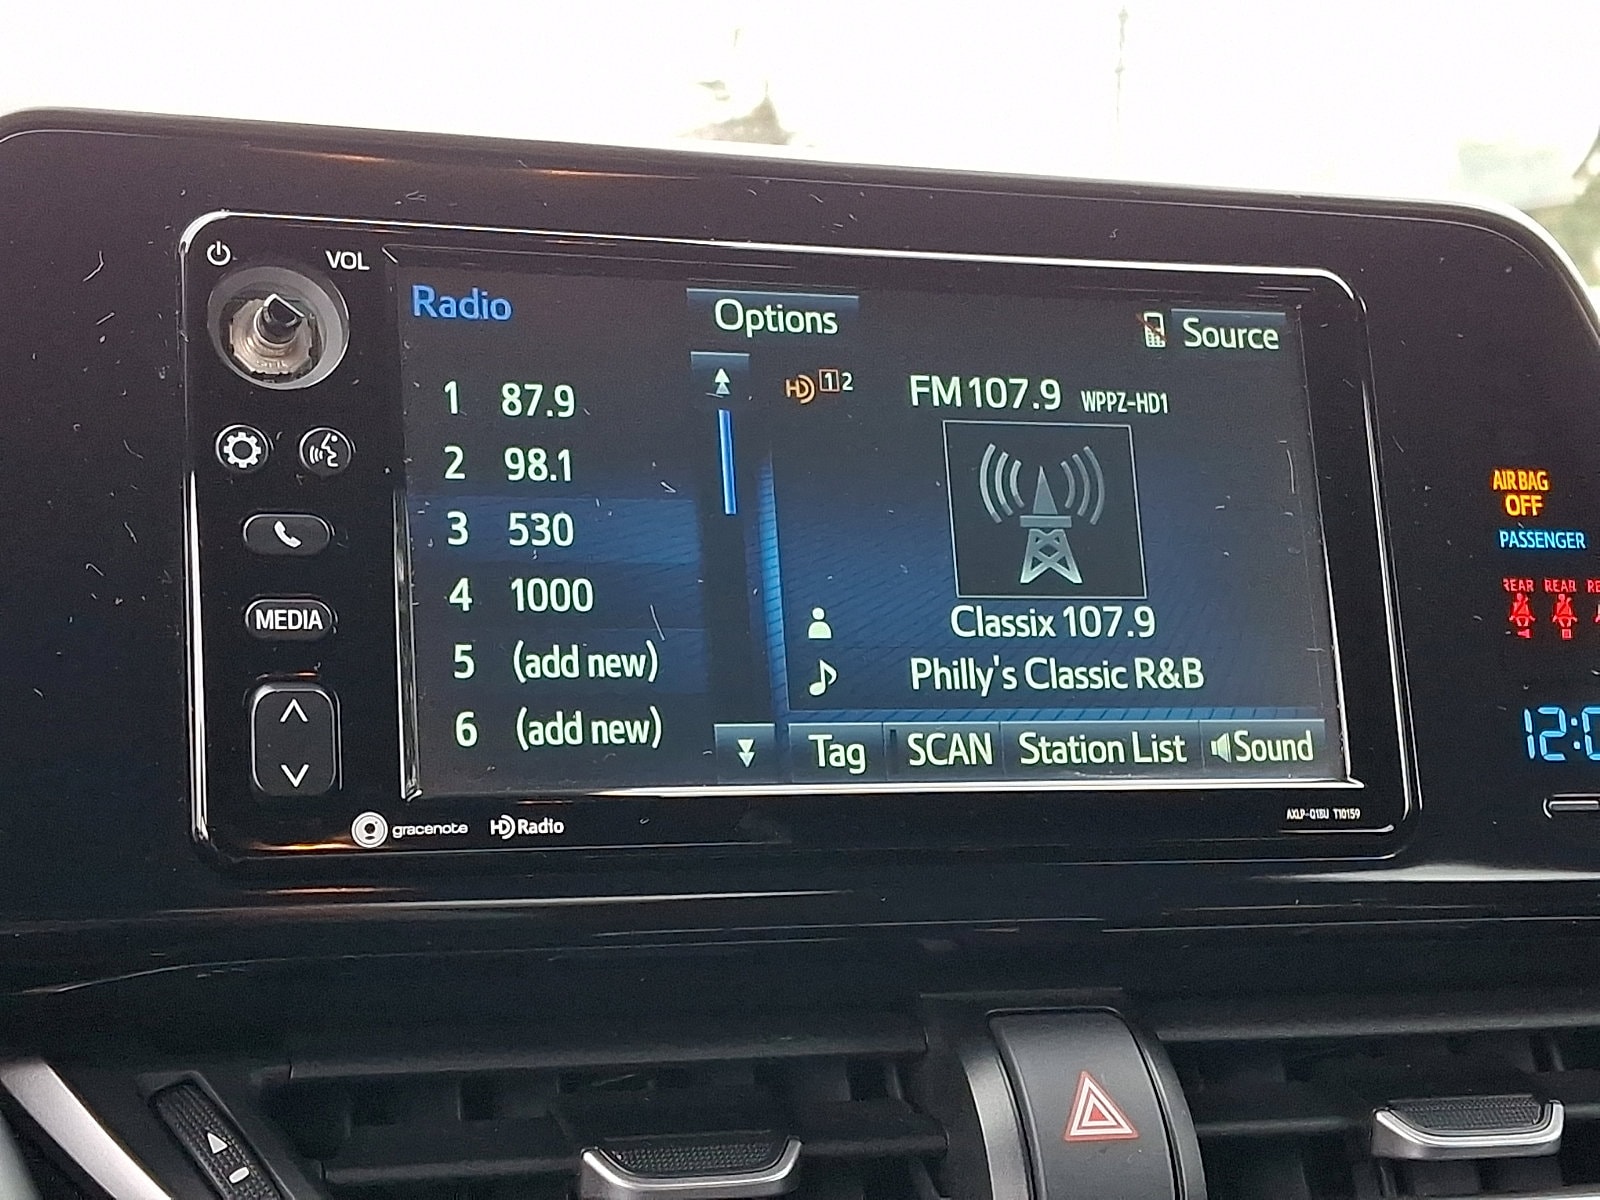 VOL
Radio
Options
Source
1 87.9
2 98.1
3 530
4 1000
5 (add new)
6 (add new)
HD 1 2
FM 107.9 WPPZ-HD1
Classix 107.9
Philly's Classic R&B
Tag
SCAN
Station List
Sound
MEDIA
gracenote
HD Radio
AIR BAG
OFF
PASSENGER
REAR REAR
12:0